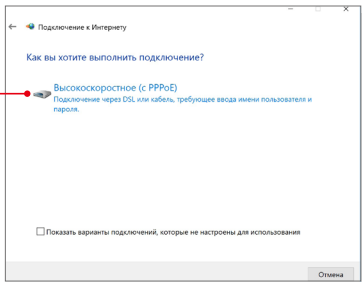 Подключение к Интернету
Как вы хотите выполнить подключение?
Высокоскоростное (с PPPoE)
Подключение через DSL или кабель, требующее ввода имени пользователя и
пароля.
Показать варианты подключений, которые не настроены для использования
Отмена